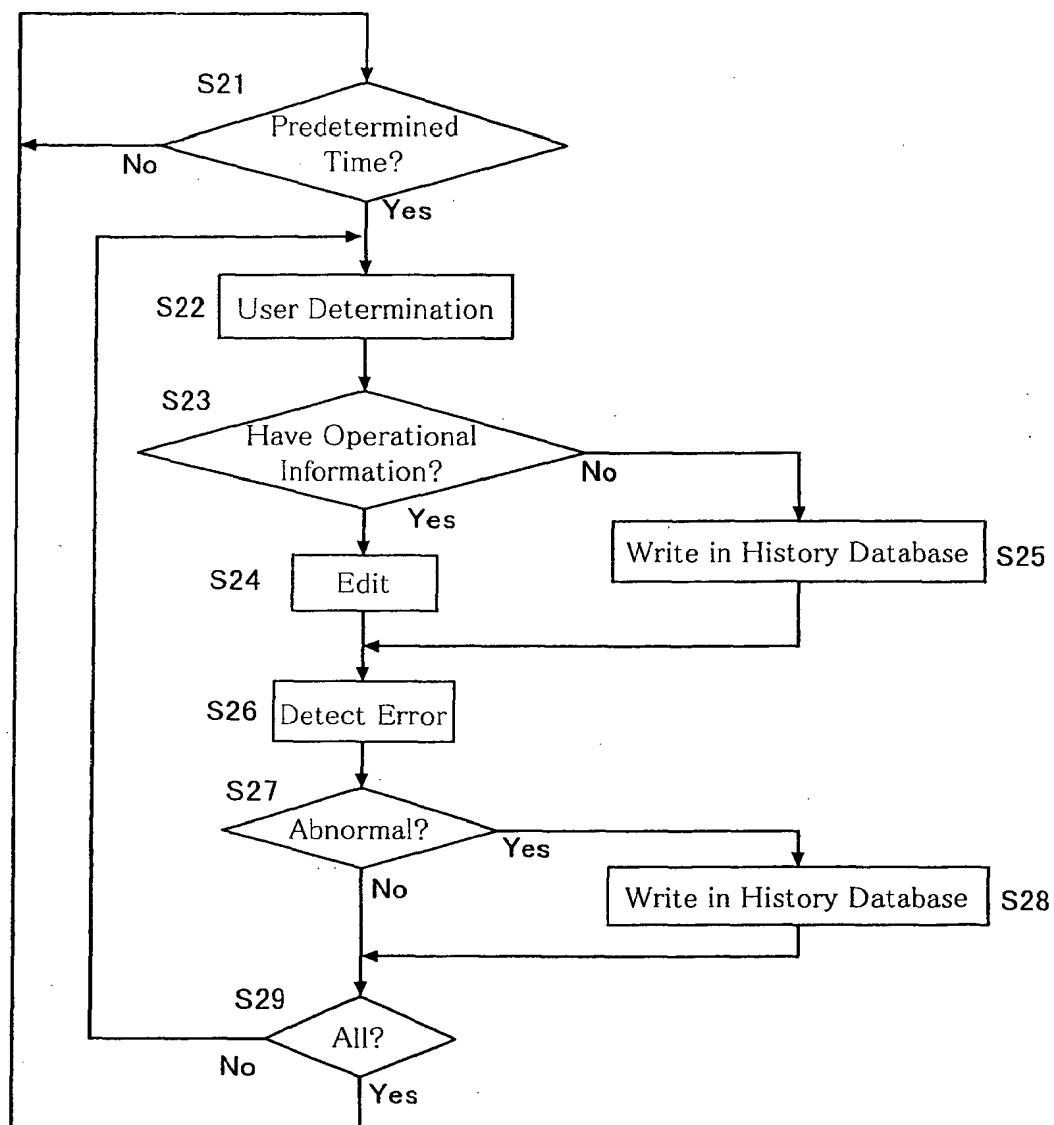 S21
Predetermined
Time?
No
Yes
S22
User Determination
S23
Have Operational
Information?
No
Yes
S24
Edit
Write in History Database
S25
S26
Detect Error
S27
Abnormal?
Yes
No
Write in History Database
S28
S29
All?
No
Yes